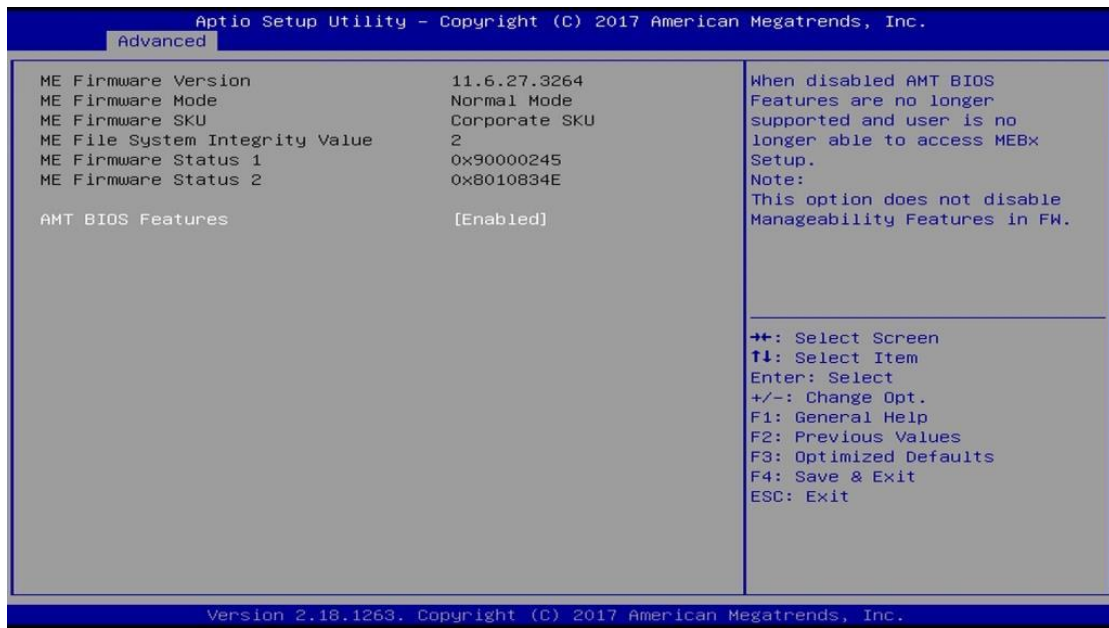 Aptio Setup Utility – Copyright (C) 2017 American Megatrends, Inc.
Advanced
ME Firmware Version 11.6.27.3264
ME Firmware Mode Normal Mode
ME Firmware SKU Corporate SKU
ME File System Integrity Value 2
ME Firmware Status 1 0x90000245
ME Firmware Status 2 0x8010834E
AMT BIOS Features [Enabled]
When disabled AMT BIOS
Features are no longer
supported and user is no
longer able to access MEBx
Setup.
Note:
This option does not disable
Manageability Features in FW.
→←: Select Screen
↑↓: Select Item
Enter: Select
+/-: Change Opt.
F1: General Help
F2: Previous Values
F3: Optimized Defaults
F4: Save & Exit
ESC: Exit
Version 2.18.1263. Copyright (C) 2017 American Megatrends, Inc.